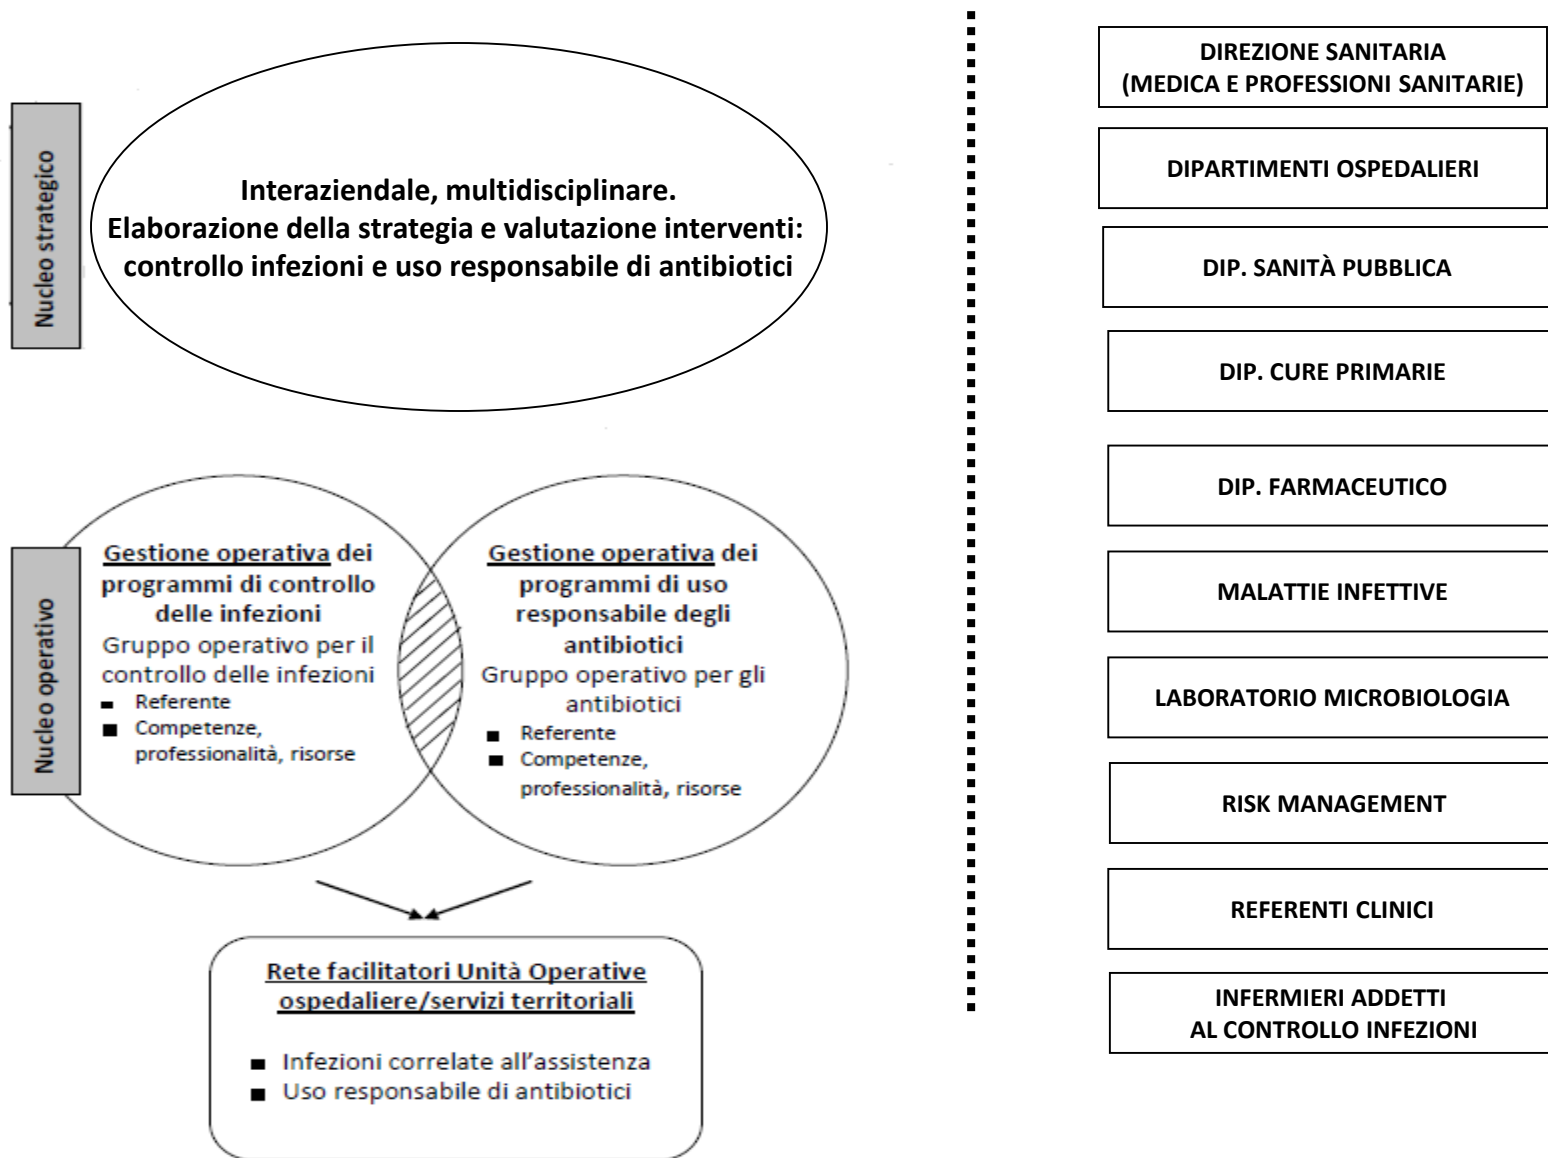 Nucleo strategico
Interaziendale, multidisciplinare.
Elaborazione della strategia e valutazione interventi:
controllo infezioni e uso responsabile di antibiotici
Nucleo operativo
Gestione operativa dei
programmi di controllo
delle infezioni
Gruppo operativo per il
controllo delle infezioni
■ Referente
■ Competenze,
professionalità, risorse
Gestione operativa dei
programmi di uso
responsabile degli
antibiotici
Gruppo operativo per gli
antibiotici
■ Referente
■ Competenze,
professionalità, risorse
Rete facilitatori Unità Operative
ospedaliere/servizi territoriali
■ Infezioni correlate all'assistenza
■ Uso responsabile di antibiotici
DIREZIONE SANITARIA
(MEDICA E PROFESSIONI SANITARIE)
DIPARTIMENTI OSPEDALIERI
DIP. SANITÀ PUBBLICA
DIP. CURE PRIMARIE
DIP. FARMACEUTICO
MALATTIE INFETTIVE
LABORATORIO MICROBIOLOGIA
RISK MANAGEMENT
REFERENTI CLINICI
INFERMIERI ADDETTI
AL CONTROLLO INFEZIONI